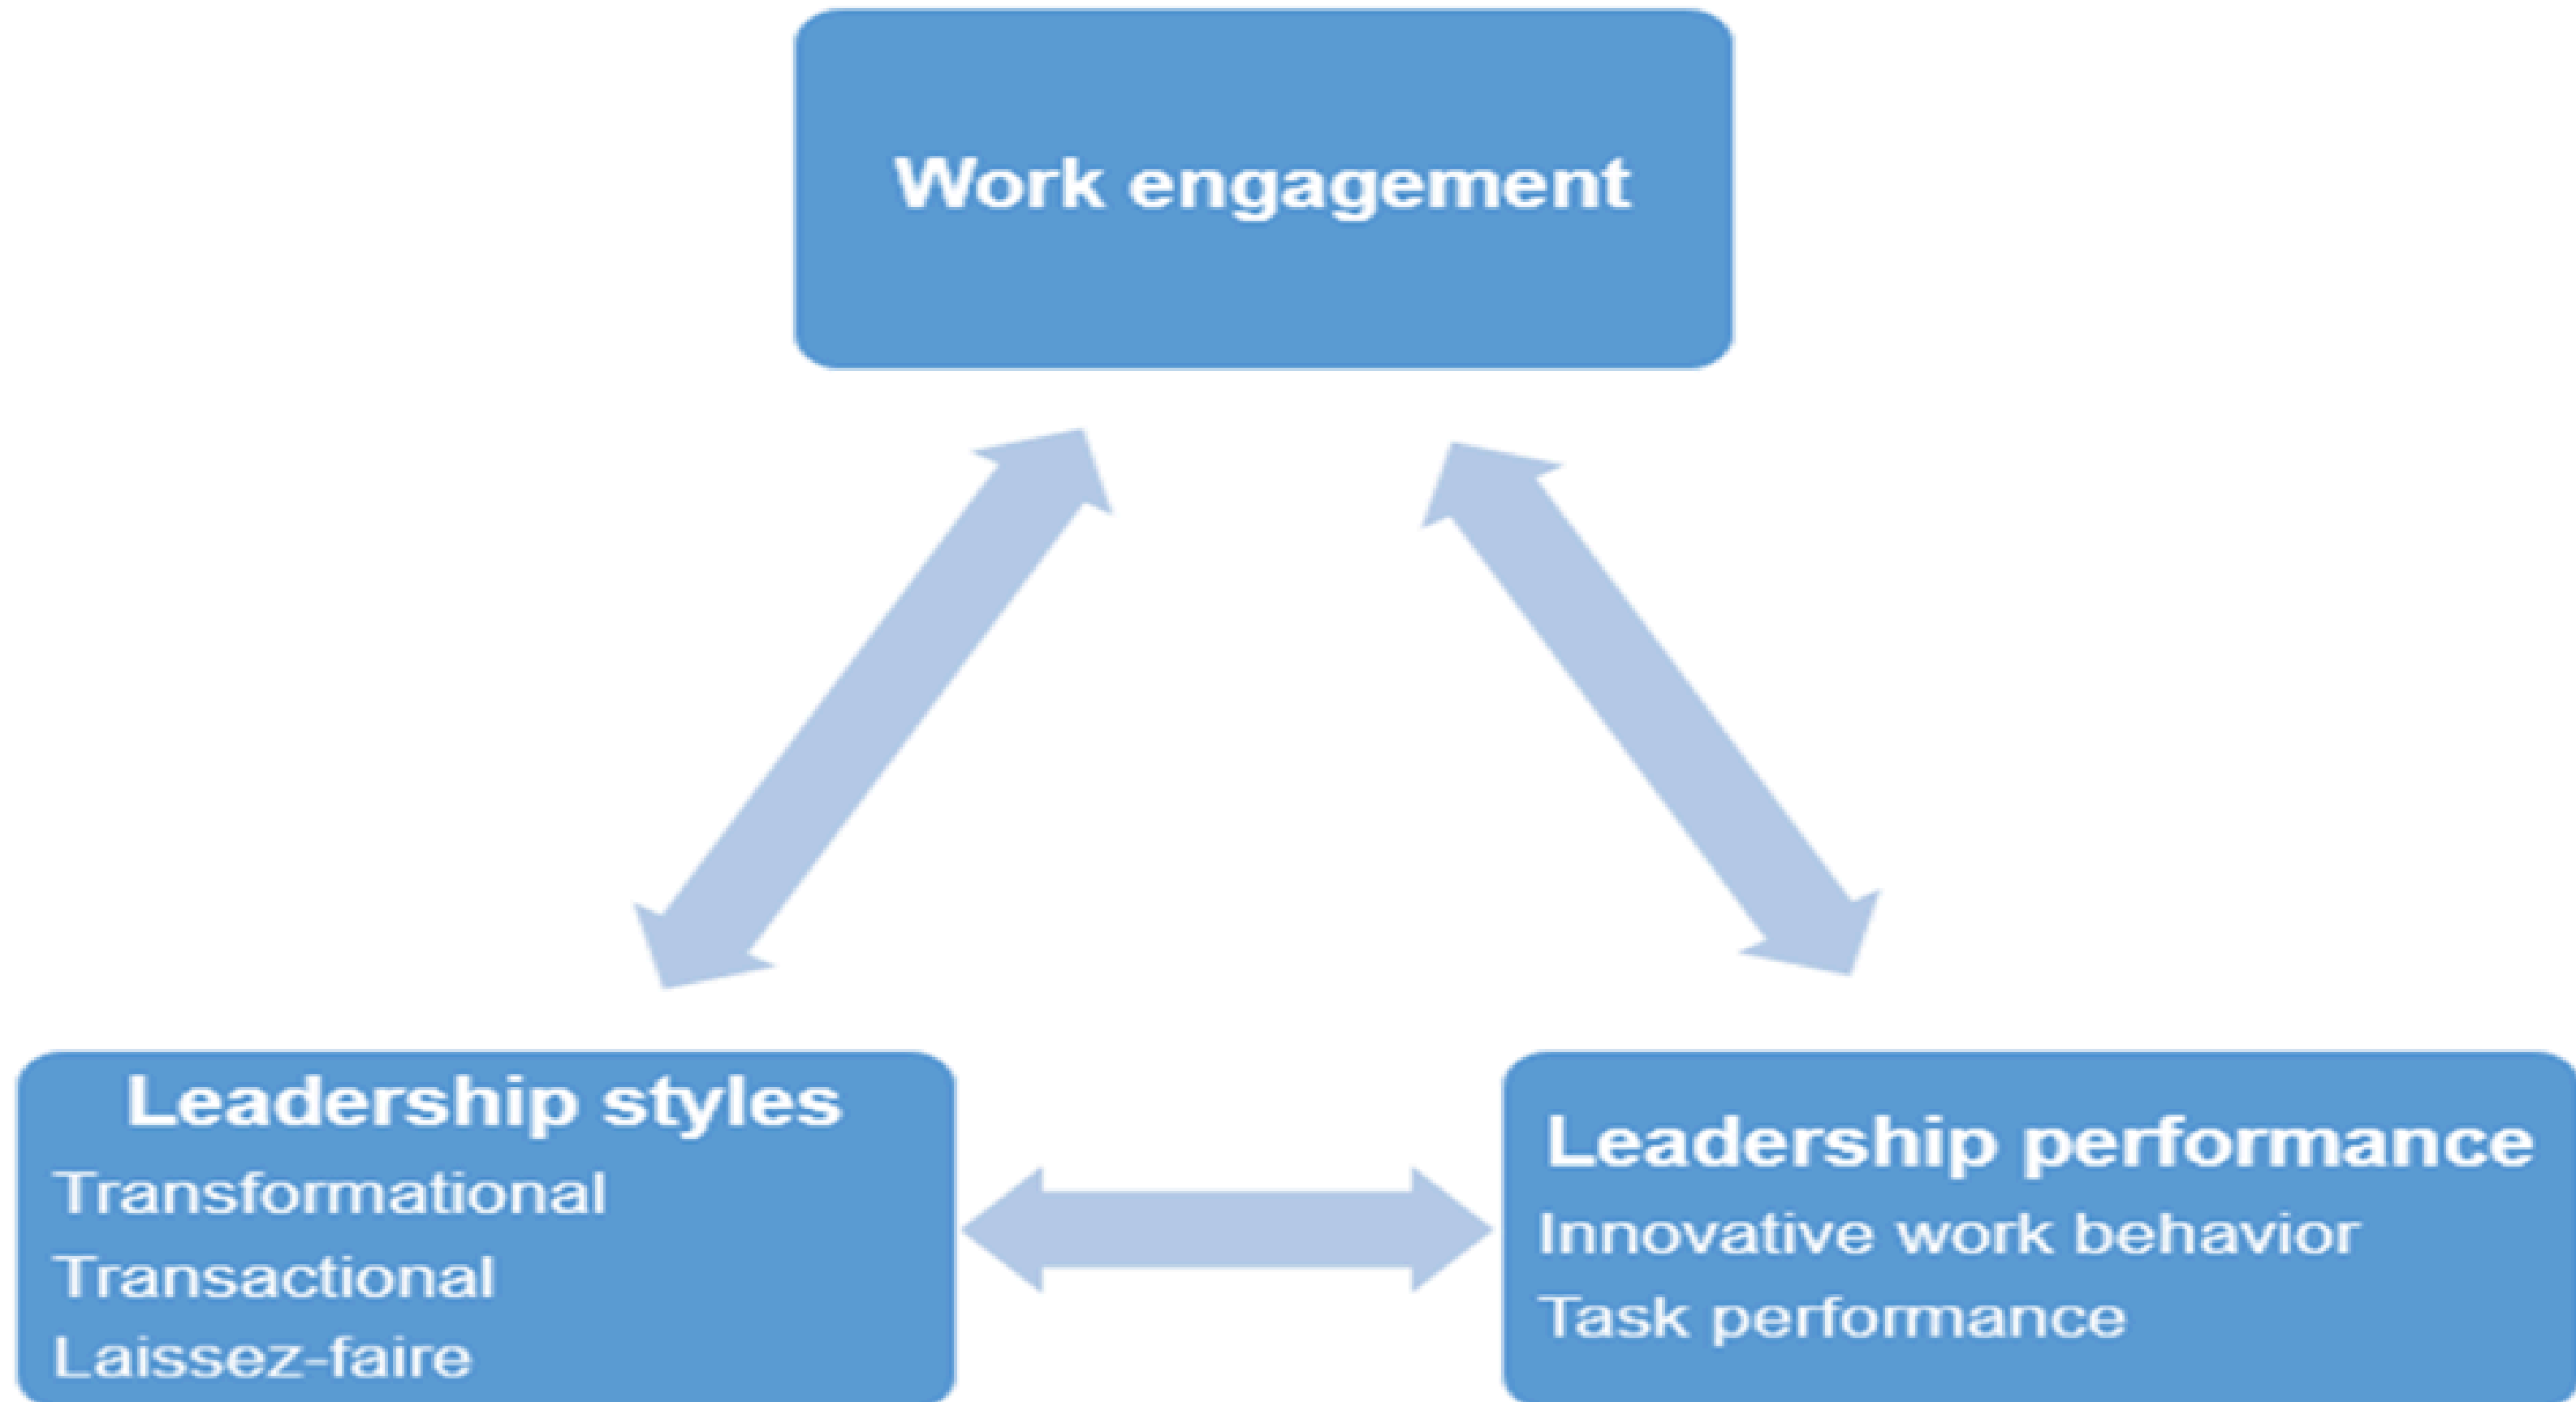 Work engagement
Leadership styles
Transformational
Transactional
Laissez-faire
Leadership performance
Innovative work behavior
Task performance